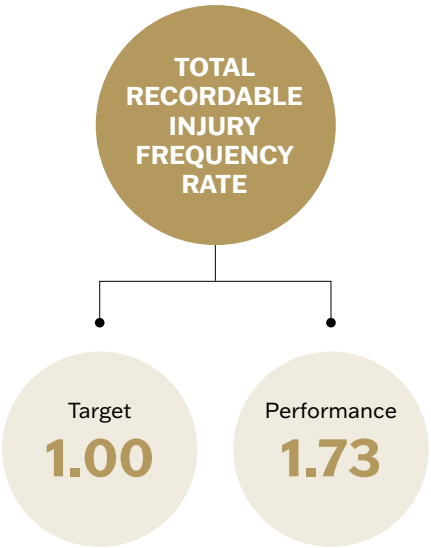 TOTAL
RECORDABLE
INJURY
FREQUENCY
RATE
Target
1.00
Performance
1.73